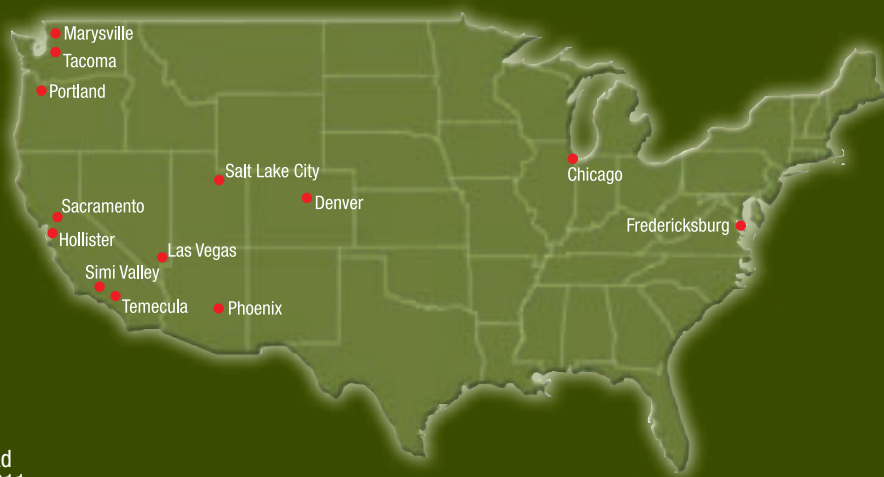 Marysville
Tacoma
Portland
Salt Lake City
Denver
Chicago
Sacramento
Fredericksburg
Hollister
Las Vegas
Simi Valley
Temecula
Phoenix